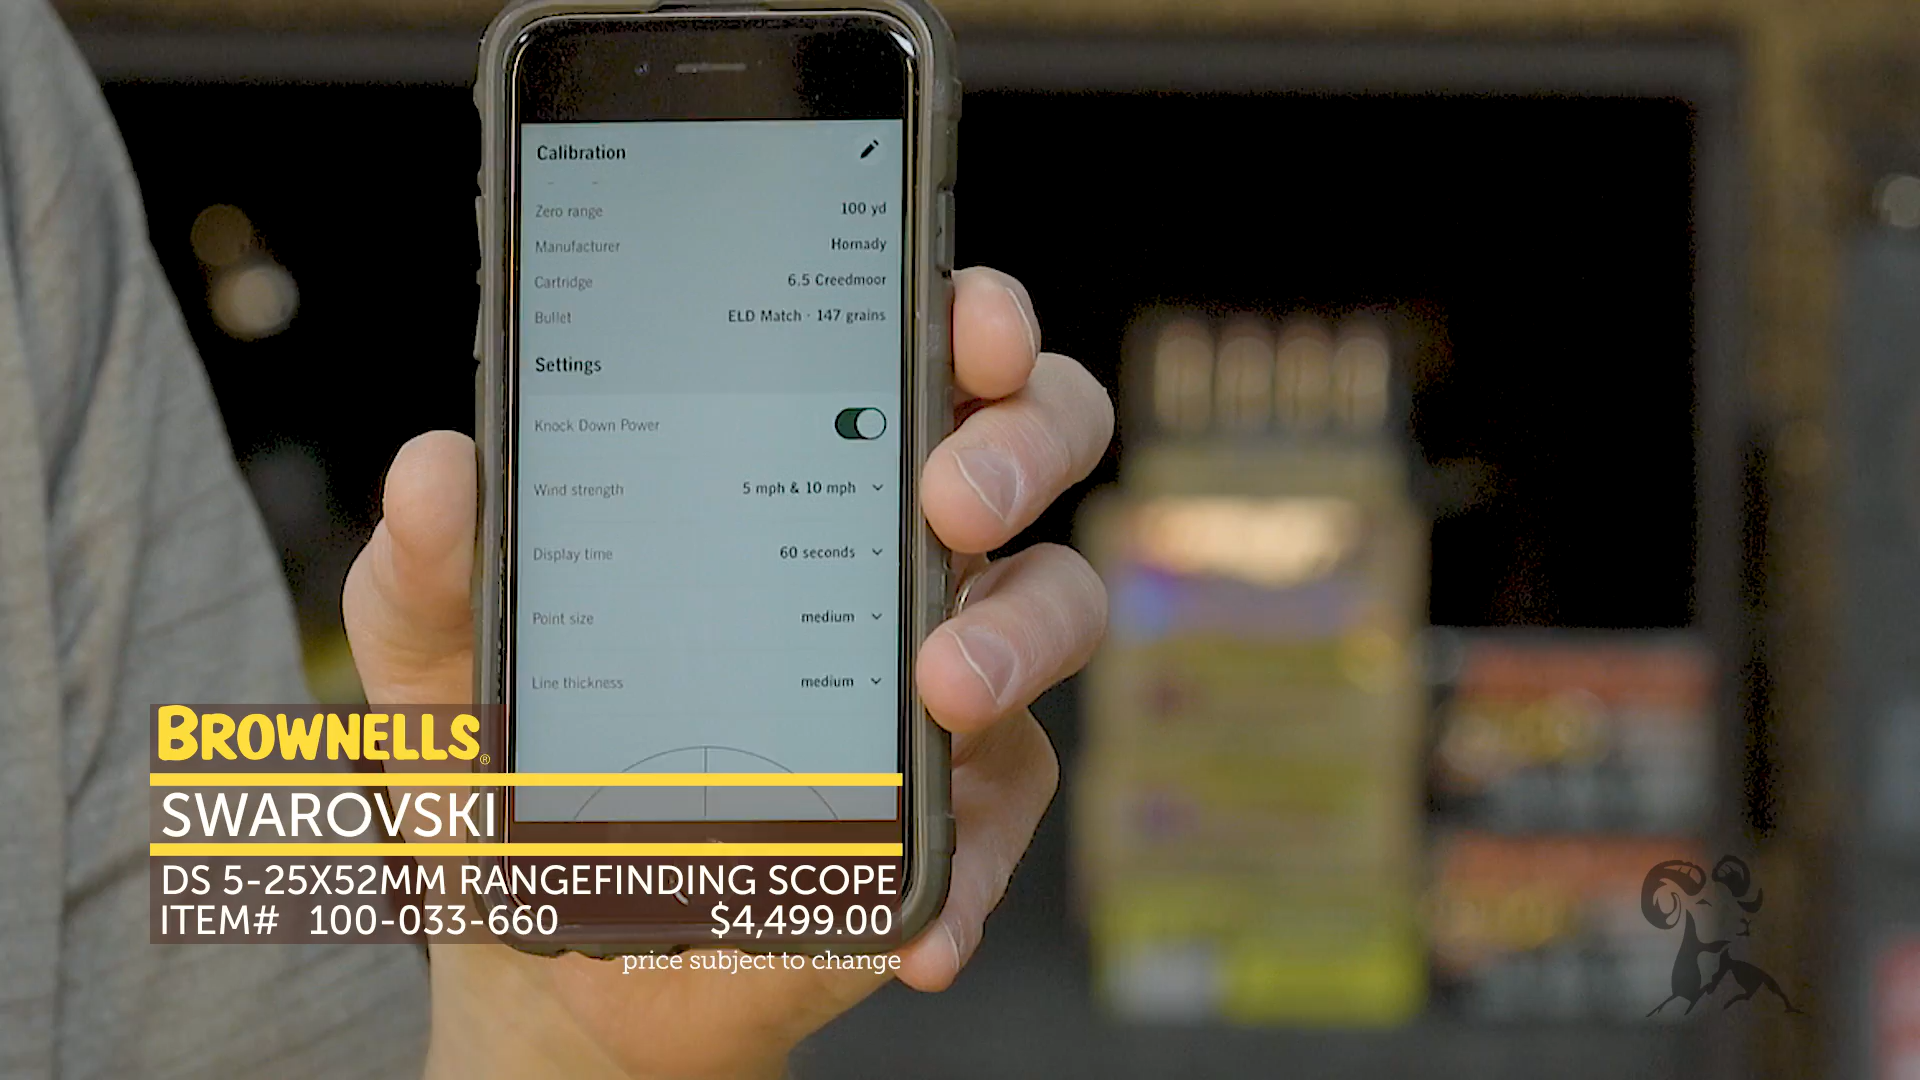 Calibration
Zero range 100 yd
Manufacturer Hornady
Cartridge 6.5 Creedmoor
Bullet ELD Match · 147 grains
Settings
Knock Down Power
Wind strength 5 mph & 10 mph
Display time 60 seconds
Point size medium
Line thickness medium
BROWNELLS®
SWAROVSKI
DS 5-25X52MM RANGEFINDING SCOPE
ITEM# 100-033-660 $4,499.00
price subject to change